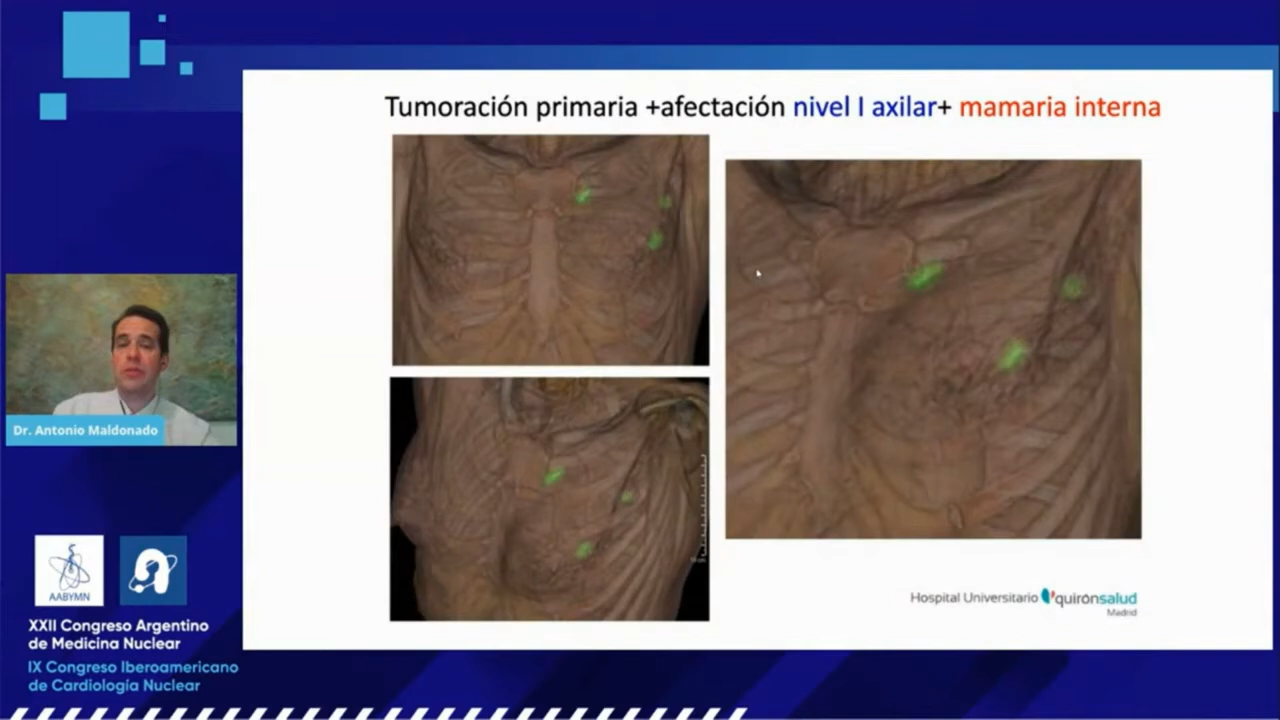 Tumoración primaria +afectación nivel I axilar+ mamaria interna
Dr. Antonio Maldonado
Hospital Universitario quirónsalud
Madrid
AABYMN
XXII Congreso Argentino
de Medicina Nuclear
IX Congreso Iberoamericano
de Cardiología Nuclear